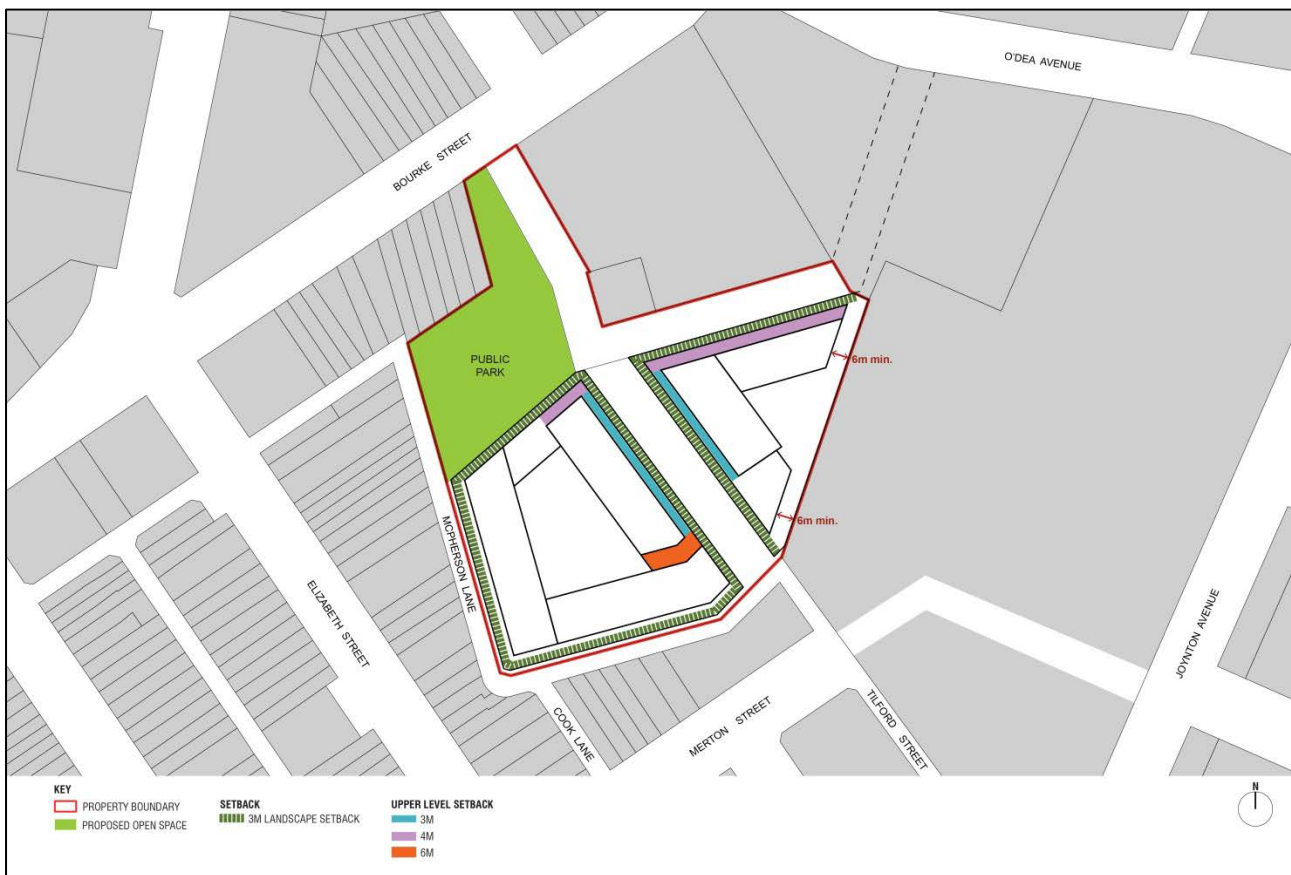 O'DEA AVENUE
BOURKE STREET
PUBLIC
PARK
6m min.
6m min.
MCPHERSON LANE
ELIZABETH STREET
COOK LANE
MERTON STREET
TILFORD STREET
JOYNTON AVENUE
KEY
PROPERTY BOUNDARY
PROPOSED OPEN SPACE
SETBACK
3M LANDSCAPE SETBACK
UPPER LEVEL SETBACK
3M
4M
6M
N